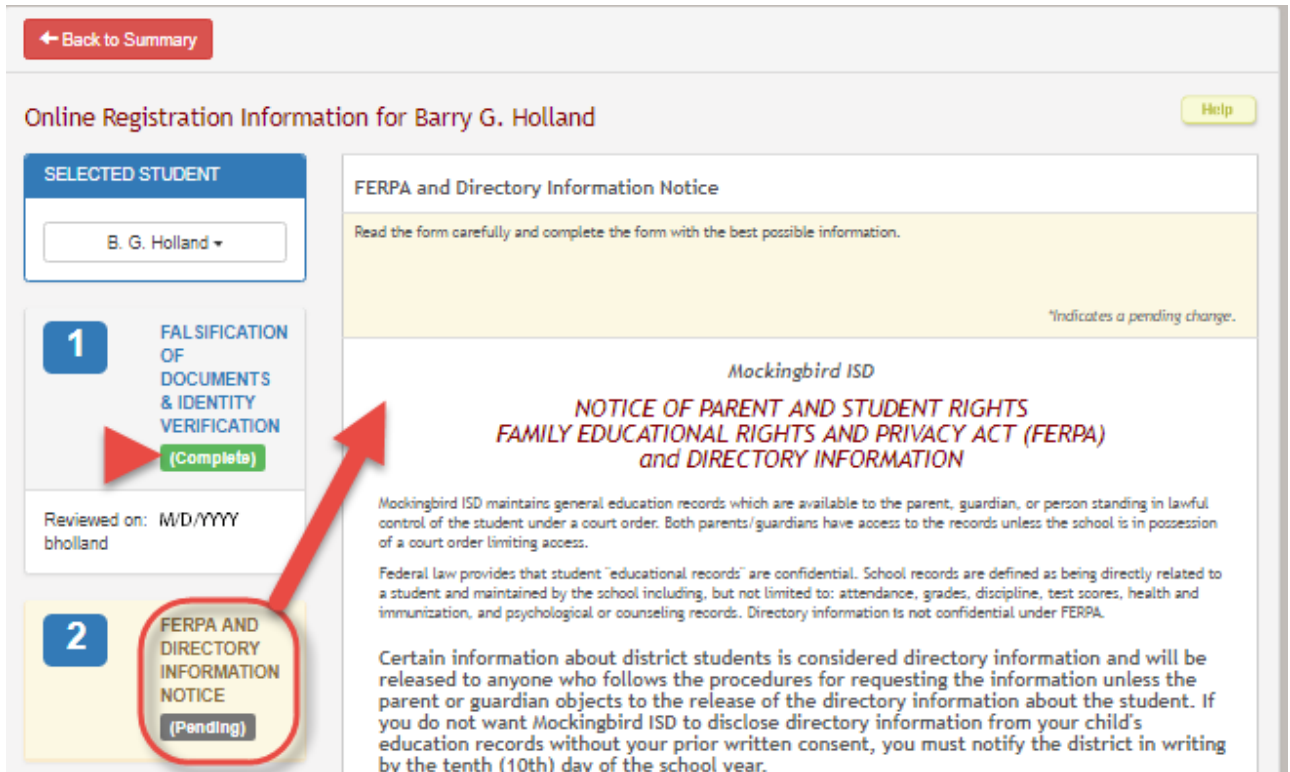 Back to Summary
Online Registration Information for Barry G. Holland
Help
SELECTED STUDENT
B. G. Holland
1
FALSIFICATION
OF
DOCUMENTS
& IDENTITY
VERIFICATION
(Complete)
Reviewed on: M/D/YYYY
bholland
2
FERPA AND
DIRECTORY
INFORMATION
NOTICE
(Pending)
FERPA and Directory Information Notice
Read the form carefully and complete the form with the best possible information.
*Indicates a pending change.
Mockingbird ISD
NOTICE OF PARENT AND STUDENT RIGHTS
FAMILY EDUCATIONAL RIGHTS AND PRIVACY ACT (FERPA)
and DIRECTORY INFORMATION
Mockingbird ISD maintains general education records which are available to the parent, guardian, or person standing in lawful
control of the student under a court order. Both parents/guardians have access to the records unless the school is in possession
of a court order limiting access.
Federal law provides that student "educational records" are confidential. School records are defined as being directly related to
a student and maintained by the school including, but not limited to: attendance, grades, discipline, test scores, health and
immunization, and psychological or counseling records. Directory information is not confidential under FERPA.
Certain information about district students is considered directory information and will be
released to anyone who follows the procedures for requesting the information unless the
parent or guardian objects to the release of the directory information about the student. If
you do not want Mockingbird ISD to disclose directory information from your child's
education records without your prior written consent, you must notify the district in writing
by the tenth (10th) day of the school year.